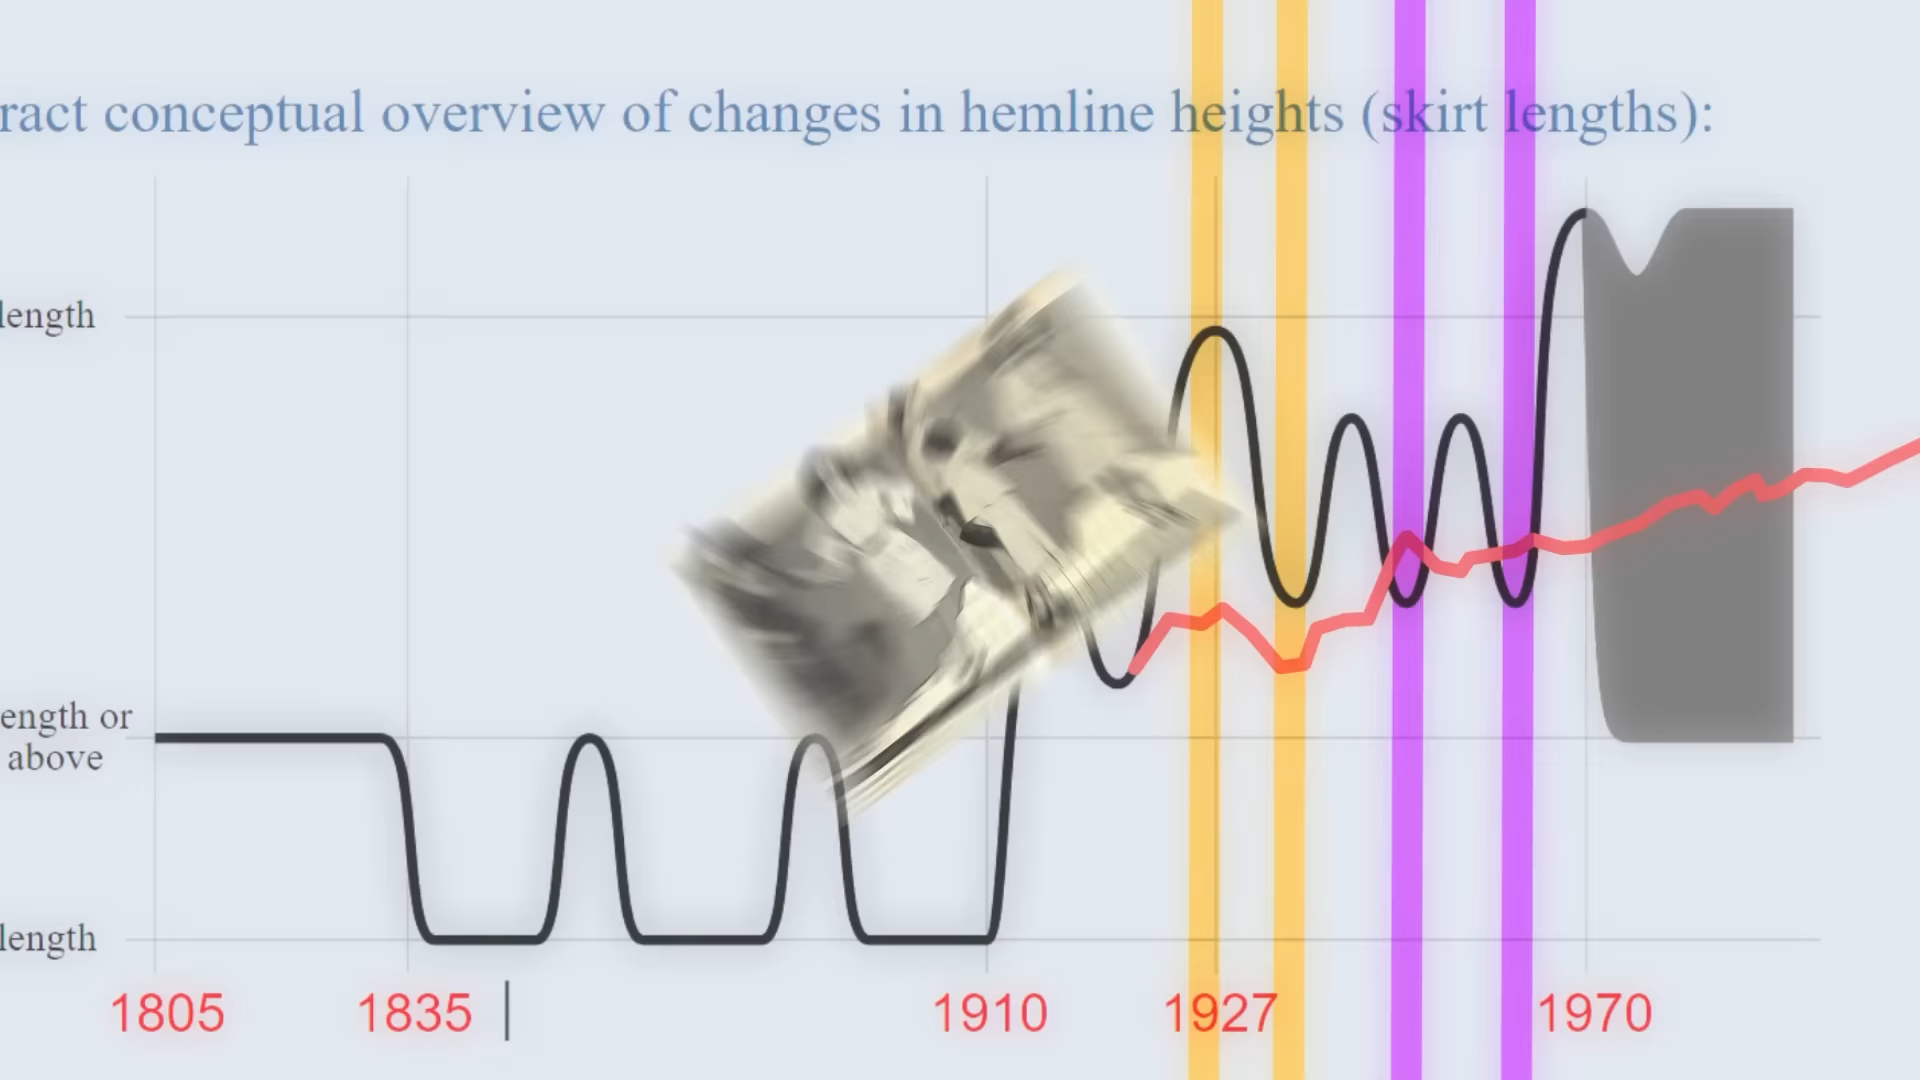 ract conceptual overview of changes in hemline heights (skirt lengths):
length
ength or
above
length
1805 1835 1910 1927 1970